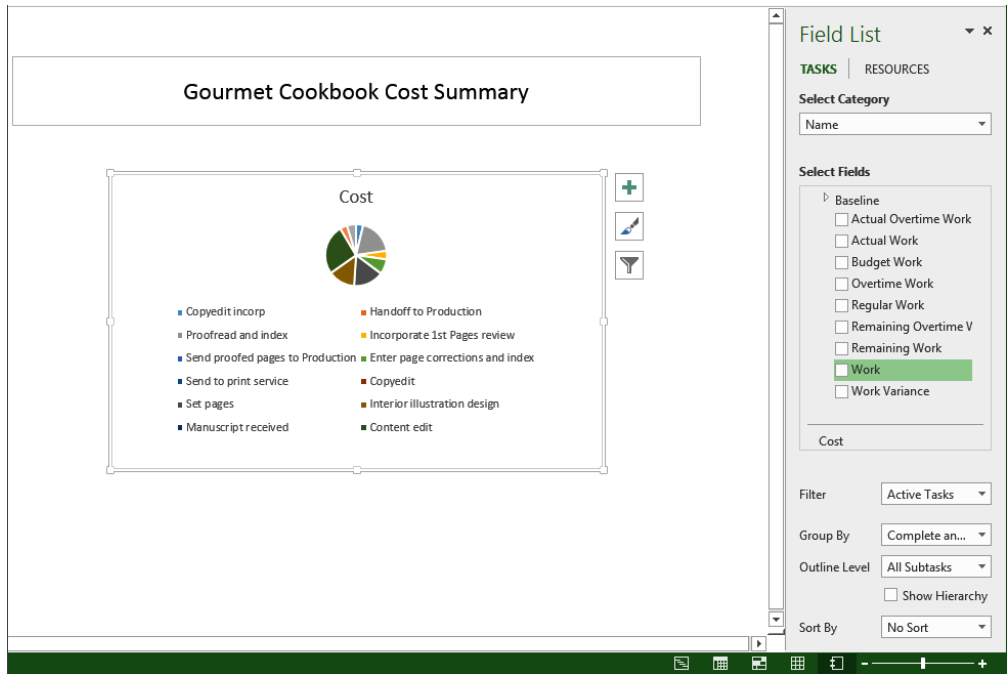 Gourmet Cookbook Cost Summary
Cost
Copyedit incorp
Handoff to Production
Proofread and index
Incorporate 1st Pages review
Send proofed pages to Production
Enter page corrections and index
Send to print service
Copyedit
Set pages
Interior illustration design
Manuscript received
Content edit
Field List
TASKS RESOURCES
Select Category
Name
Select Fields
Baseline
Actual Overtime Work
Actual Work
Budget Work
Overtime Work
Regular Work
Remaining Overtime V
Remaining Work
Work
Work Variance
Cost
Filter Active Tasks
Group By Complete an...
Outline Level All Subtasks
Show Hierarchy
Sort By No Sort